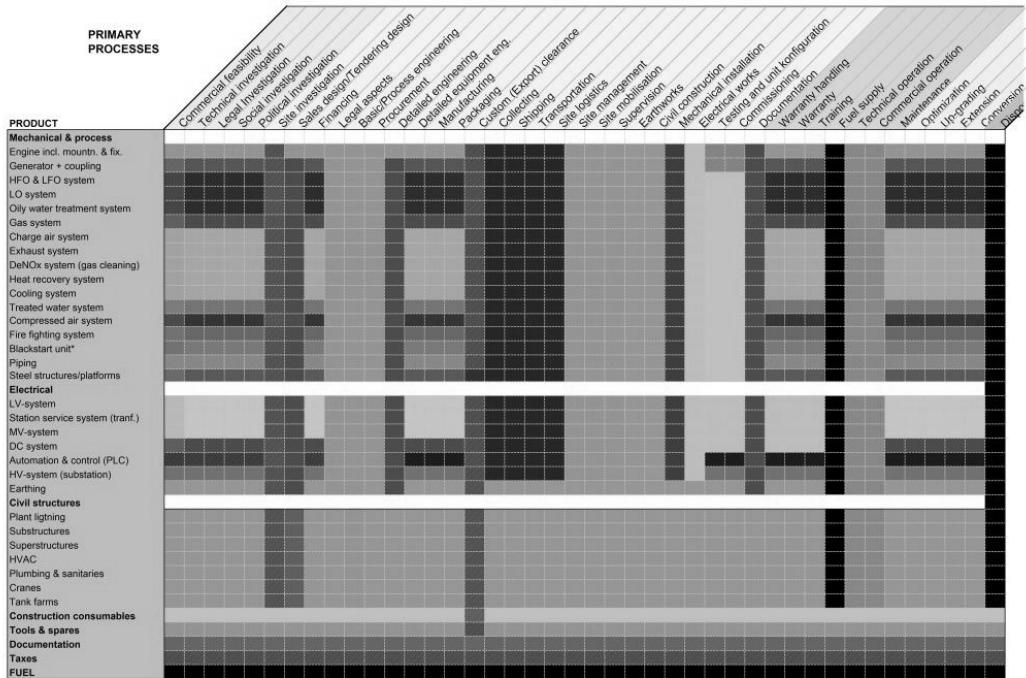 PRIMARY
PROCESSES
Commercial feasibility
Technical investigation
Legal investigation
Social investigation
Political investigation
Site investigation
Sales design/Tendering design
Financing
Legal aspects
Basic/Process engineering
Procurement
Detailed engineering
Detailed equipment eng.
Manufacturing
Packaging
Custom (Export) clearance
Collecting
Shipping
Transportation
Site logistics
Site management
Site mobilisation
Supervision
Earthworks
Civil construction
Mechanical installation
Electrical works
Testing and unit konfiguration
Commissioning
Documentation
Warranty handling
Warranty
Training
Fuel supply
Technical operation
Commercial operation
Maintenance
Optimization
Up-grading
Extension
Conversion
PRODUCT
Mechanical & process
Engine incl. mountn. & fix.
Generator + coupling
HFO & LFO system
LO system
Oily water treatment system
Gas system
Charge air system
Exhaust system
DeNOx system (gas cleaning)
Heat recovery system
Cooling system
Treated water system
Compressed air system
Fire fighting system
Blackstart unit*
Piping
Steel structures/platforms
Electrical
LV-system
Station service system (tranf.)
MV-system
DC system
Automation & control (PLC)
HV-system (substation)
Earthing
Civil structures
Plant ligtning
Substructures
Superstructures
HVAC
Plumbing & sanitaries
Cranes
Tank farms
Construction consumables
Tools & spares
Documentation
Taxes
FUEL